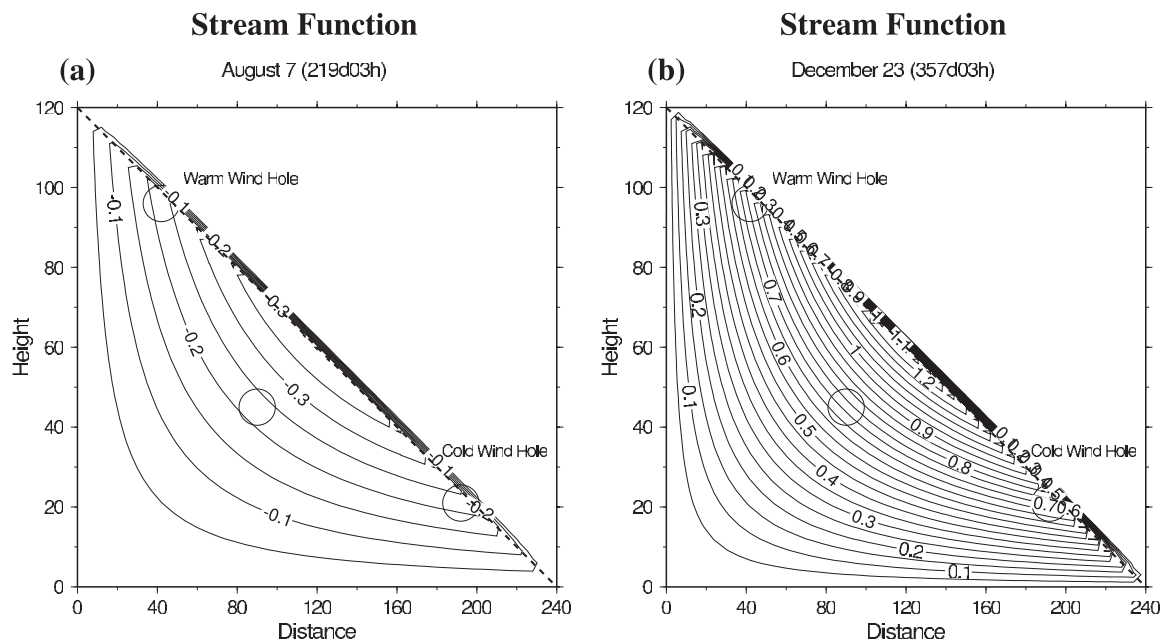 Stream Function
(a)
August 7 (219d03h)
120
100
80
60
40
20
0
Height
0 40 80 120 160 200 240
Distance
Warm Wind Hole
Cold Wind Hole
-0.1
-0.1
-0.2
-0.3
-0.2
-0.3
-0.1
-0.2
-0.1
Stream Function
(b)
December 23 (357d03h)
120
100
80
60
40
20
0
Height
0 40 80 120 160 200 240
Distance
Warm Wind Hole
Cold Wind Hole
0.3
0.2
0.1
0.7
0.6
0.5
0.4
0.3
0.2
0.1
1
1.2
0.9
0.8